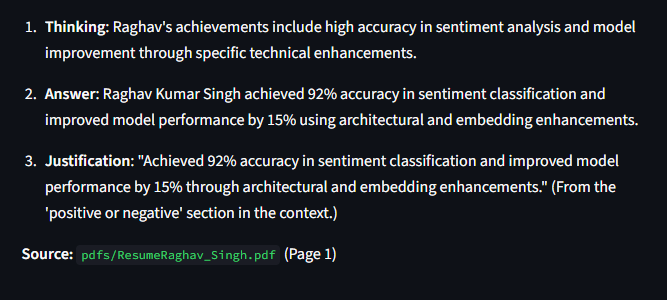 1. Thinking: Raghav's achievements include high accuracy in sentiment analysis and model
improvement through specific technical enhancements.
2. Answer: Raghav Kumar Singh achieved 92% accuracy in sentiment classification and
improved model performance by 15% using architectural and embedding enhancements.
3. Justification: "Achieved 92% accuracy in sentiment classification and improved model
performance by 15% through architectural and embedding enhancements." (From the
'positive or negative' section in the context.)
Source: pdfs/ResumeRaghav_Singh.pdf (Page 1)